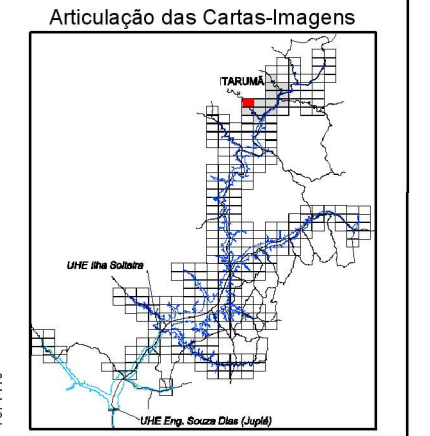 Articulação das Cartas-Imagens
ITARUMÃ
UHE Ilha Solteira
UHE Eng. Souza Dias (Jupiá)